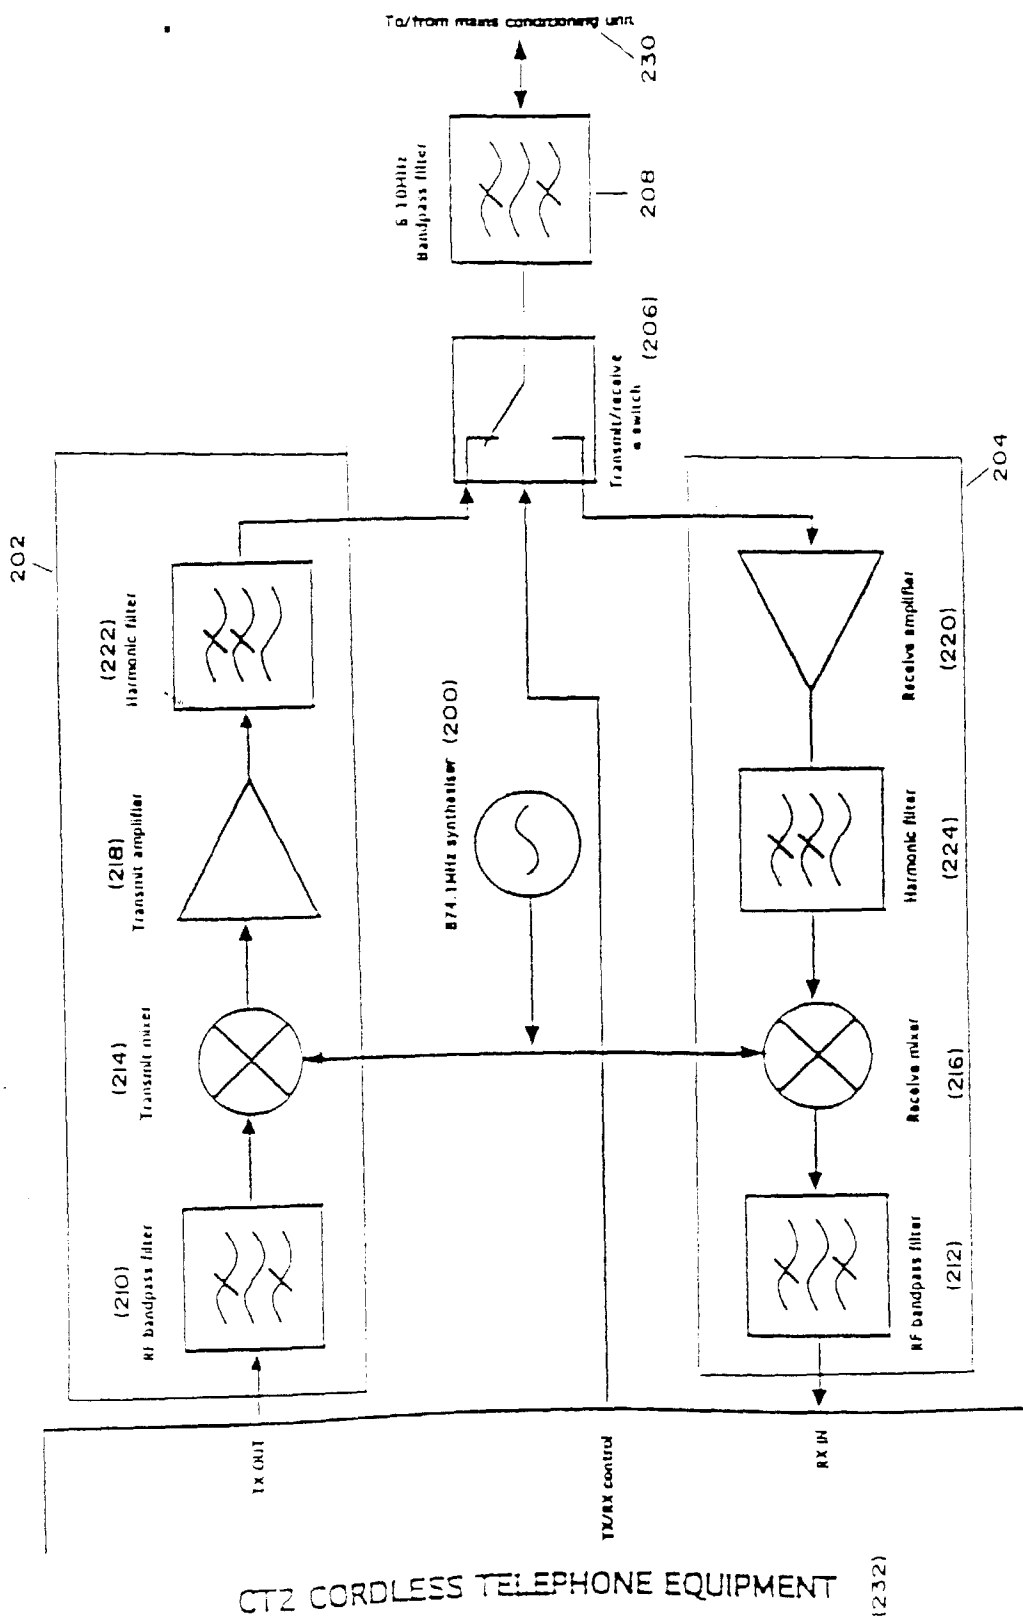 To/from mains conditioning unit
230
6 10MHz
Bandpass filter
208
(206)
Transmit/receive
switch
202
204
(222)
Harmonic filter
(218)
Transmit amplifier
(214)
Transmit mixer
(210)
RF bandpass filter
874.1MHz synthesiser (200)
Receive amplifier
(220)
Harmonic filter
(224)
Receive mixer
(216)
RF bandpass filter
(212)
TX OUT
TX/RX control
RX IN
CT2 CORDLESS TELEPHONE EQUIPMENT
(232)